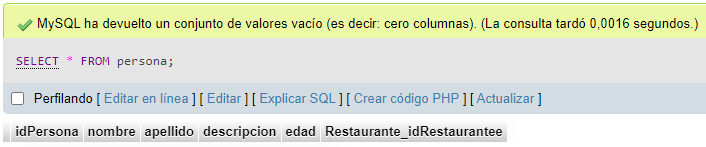 MySQL ha devuelto un conjunto de valores vacío (es decir: cero columnas). (La consulta tardó 0,0016 segundos.)
SELECT * FROM persona;
Perfilando [ Editar en línea ] [ Editar ] [ Explicar SQL ] [ Crear código PHP ] [ Actualizar ]
idPersona nombre apellido descripcion edad Restaurante_idRestaurantee